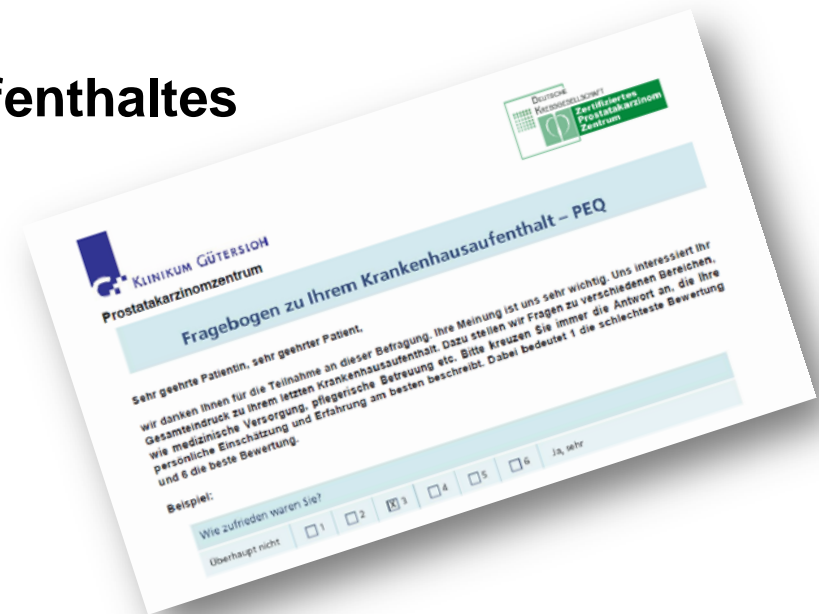 fenthaltes
DEUTSCHE
KREBSGESELLSCHAFT
Zertifiziertes
Prostatakarzinom
Zentrum
KLINIKUM GÜTERSLOH
Prostatakarzinomzentrum
Fragebogen zu Ihrem Krankenhausaufenthalt – PEQ
Sehr geehrte Patientin, sehr geehrter Patient,
wir danken Ihnen für die Teilnahme an dieser Befragung. Ihre Meinung ist uns sehr wichtig. Uns interessiert Ihr
Gesamteindruck zu Ihrem letzten Krankenhausaufenthalt. Dazu stellen wir Fragen zu verschiedenen Bereichen,
wie medizinische Versorgung, pflegerische Betreuung etc. Bitte kreuzen Sie immer die Antwort an, die Ihre
persönliche Einschätzung und Erfahrung am besten beschreibt. Dabei bedeutet 1 die schlechteste Bewertung
und 6 die beste Bewertung.
Beispiel:
Wie zufrieden waren Sie?
Überhaupt nicht 1 2 X 3 4 5 6 Ja, sehr